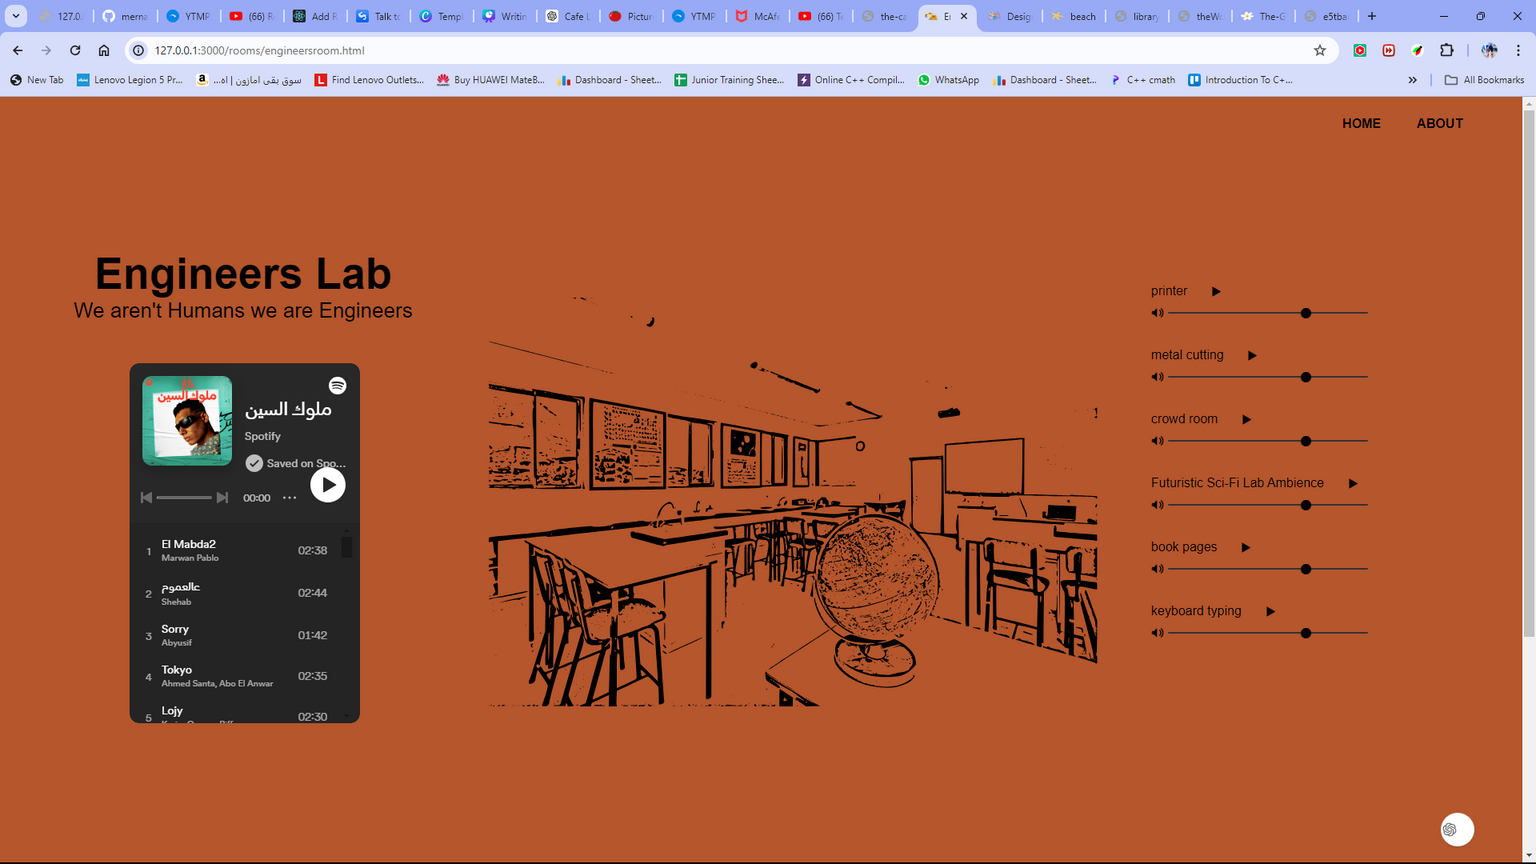 127.0.
merna
YTMP
(66) R
Add R
Talk to
Templ
Writin
Cafe L
Pictur
YTMP
McAfe
(66) Te
the-ca
En
Design
beach
library
theWo
The-G
e5tba
127.0.0.1:3000/rooms/engineersroom.html
New Tab
Lenovo Legion 5 Pr...
سوق بقى امازون | اه...
Find Lenovo Outlets...
Buy HUAWEI MateB...
Dashboard - Sheet...
Junior Training Shee...
Online C++ Compil...
WhatsApp
Dashboard - Sheet...
C++ cmath
Introduction To C+...
All Bookmarks
HOME
ABOUT
Engineers Lab
We aren't Humans we are Engineers
ملوك السين
ملوك السين
Spotify
Saved on Spo...
00:00
1
El Mabda2
Marwan Pablo
02:38
2
عالعموم
Shehab
02:44
3
Sorry
Abyusif
01:42
4
Tokyo
Ahmed Santa, Abo El Anwar
02:35
5
Lojy
02:30
printer
metal cutting
crowd room
Futuristic Sci-Fi Lab Ambience
book pages
keyboard typing